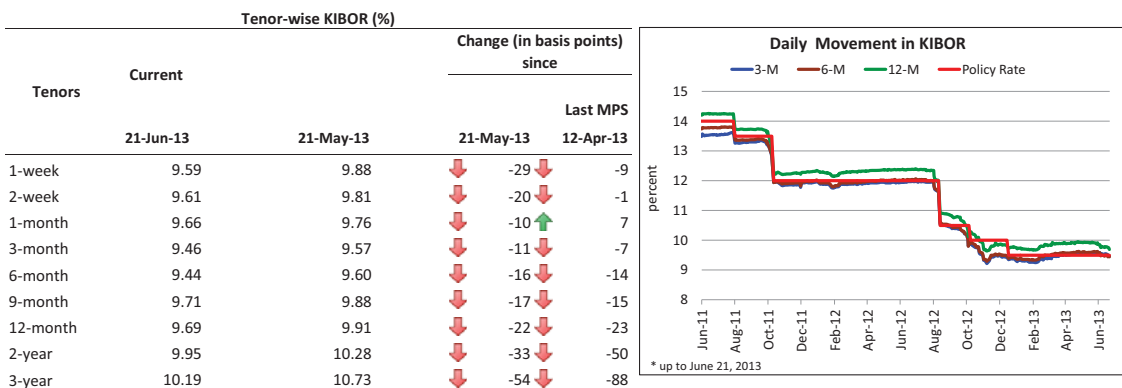 Tenor-wise KIBOR (%)
Tenors Current Change (in basis points) since
Last MPS
21-Jun-13 21-May-13 21-May-13 12-Apr-13
1-week 9.59 9.88 -29 -9
2-week 9.61 9.81 -20 -1
1-month 9.66 9.76 -10 7
3-month 9.46 9.57 -11 -7
6-month 9.44 9.60 -16 -14
9-month 9.71 9.88 -17 -15
12-month 9.69 9.91 -22 -23
2-year 9.95 10.28 -33 -50
3-year 10.19 10.73 -54 -88
Daily Movement in KIBOR
3-M 6-M 12-M Policy Rate
percent
15
14
13
12
11
10
9
8
Jun-11 Aug-11 Oct-11 Dec-11 Feb-12 Apr-12 Jun-12 Aug-12 Oct-12 Dec-12 Feb-13 Apr-13 Jun-13
* up to June 21, 2013